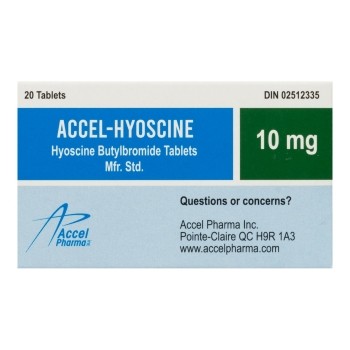 20 Tablets
DIN 02512335
ACCEL-HYOSCINE
Hyoscine Butylbromide Tablets
Mfr. Std.
10 mg
Questions or concerns?
Accel Pharma Inc.
Pointe-Claire QC H9R 1A3
www.accelpharma.com
Accel
Pharma